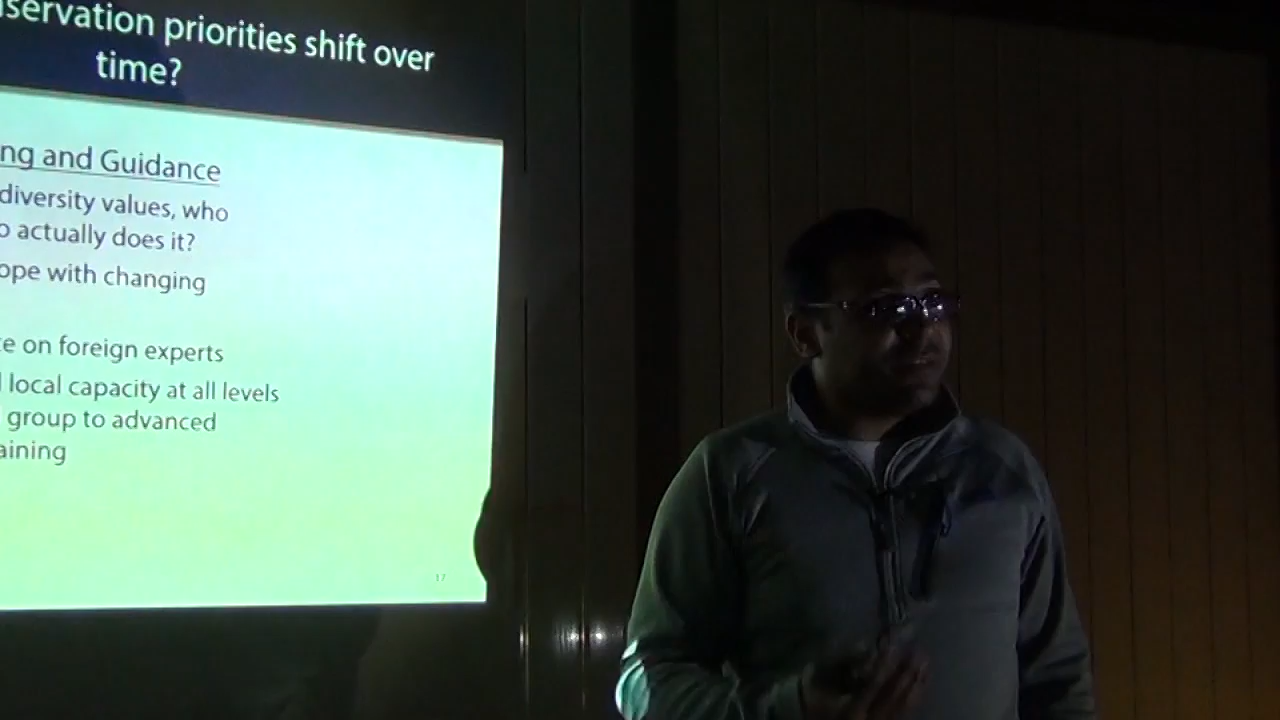 servation priorities shift over
time?
ng and Guidance
diversity values, who
o actually does it?
ope with changing
e on foreign experts
local capacity at all levels
group to advanced
aining
17